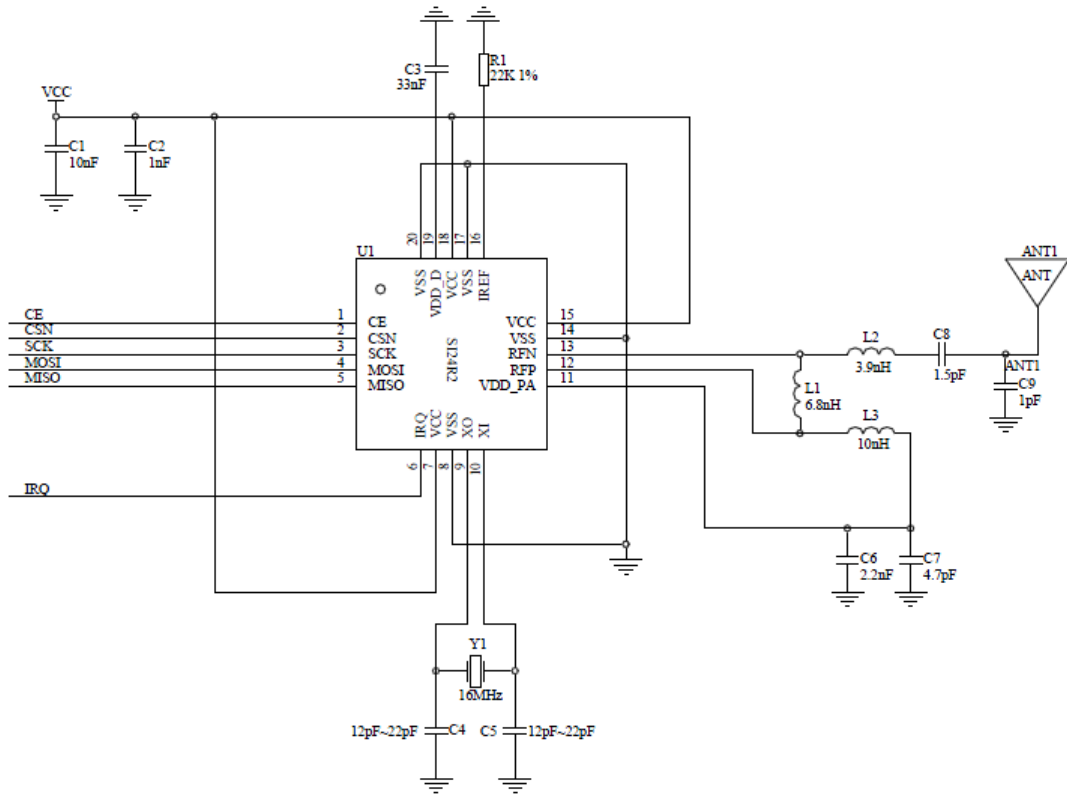 C3
33nF
R1
22K 1%
VCC
C1
10nF
C2
1nF
U1
20
19
18
17
16
VSS
VDD_D
VCC
VSS
IREF
ANT1
ANT
CE
CSN
SCK
MOSI
MISO
1
2
3
4
5
CE
CSN
SCK
MOSI
MISO
SI24R2
VCC
VSS
RFN
RFP
VDD_PA
15
14
13
12
11
L2
3.9nH
C8
1.5pF
ANT1
C9
1pF
L1
6.8nH
L3
10nH
IRQ
VCC
VSS
XO
XI
6
7
8
9
10
IRQ
C6
2.2nF
C7
4.7pF
Y1
16MHz
12pF~22pF
C4
C5
12pF~22pF